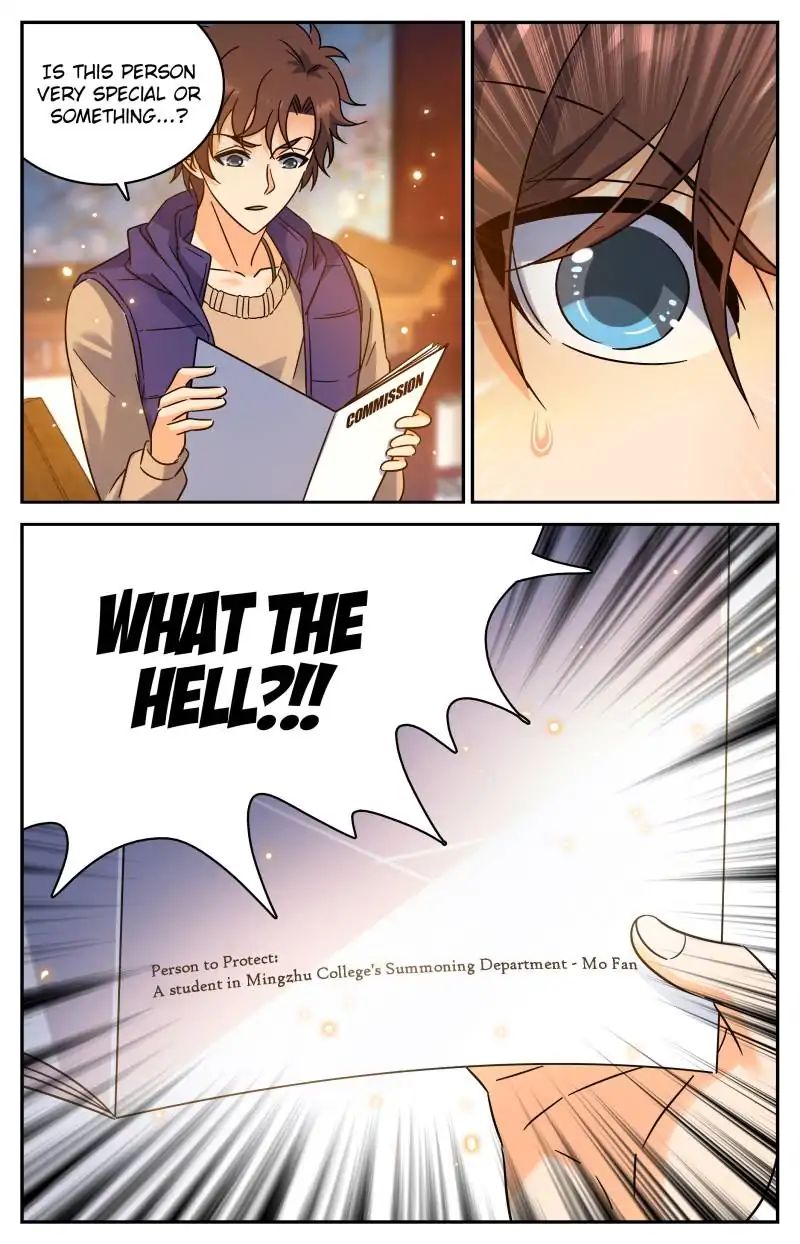 IS THIS PERSON
VERY SPECIAL OR
SOMETHING...?
COMMISSION
WHAT THE
HELL?!!
Person to Protect:
A student in Mingzhu College's Summoning Department - Mo Fan